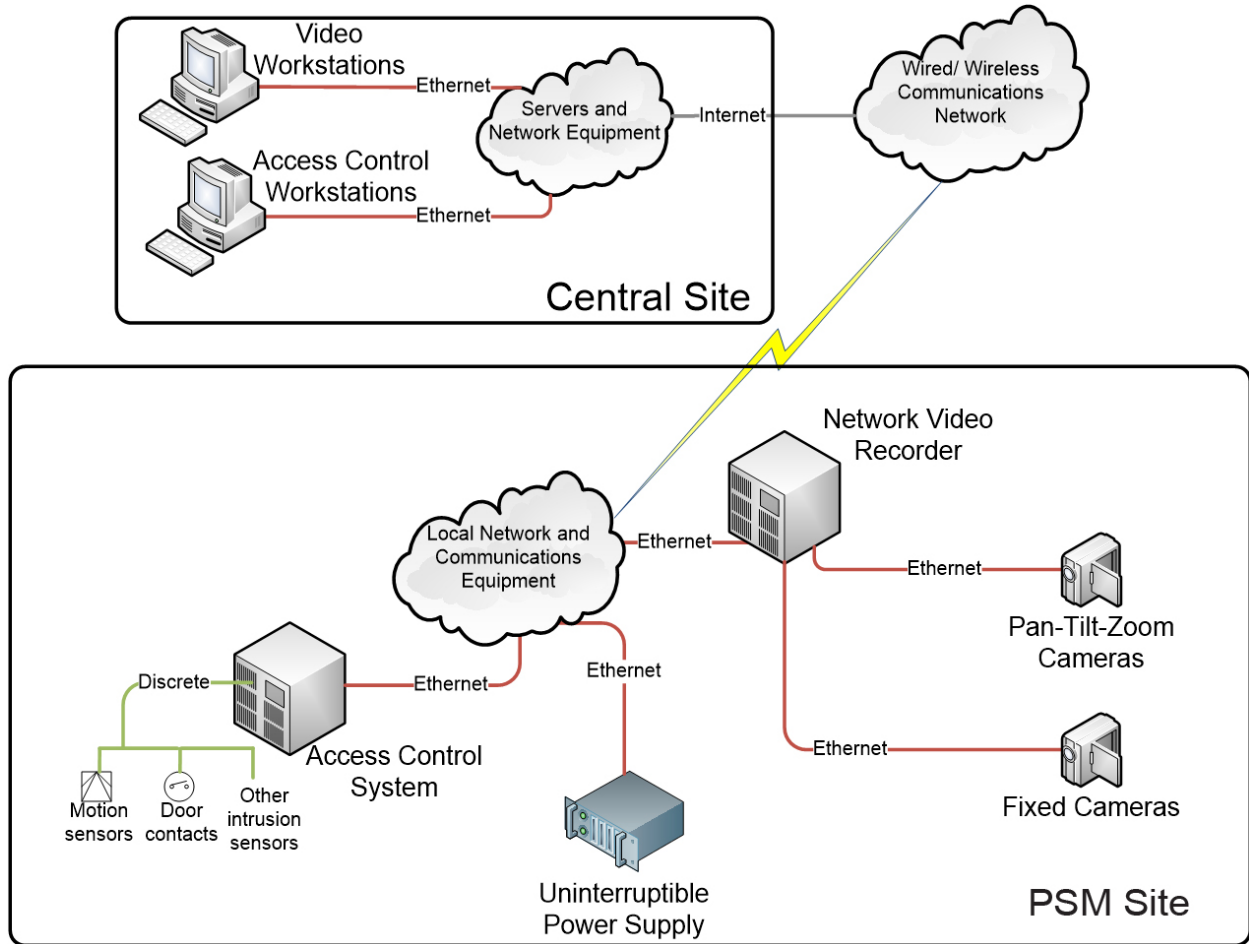 Video
Workstations
Ethernet
Servers and
Network Equipment
Internet
Wired/ Wireless
Communications
Network
Access Control
Workstations
Ethernet
Central Site
Network Video
Recorder
Local Network and
Communications
Equipment
Ethernet
Ethernet
Pan-Tilt-Zoom
Cameras
Discrete
Ethernet
Ethernet
Access Control
System
Ethernet
Fixed Cameras
Motion
sensors
Door
contacts
Other
intrusion
sensors
Uninterruptible
Power Supply
PSM Site